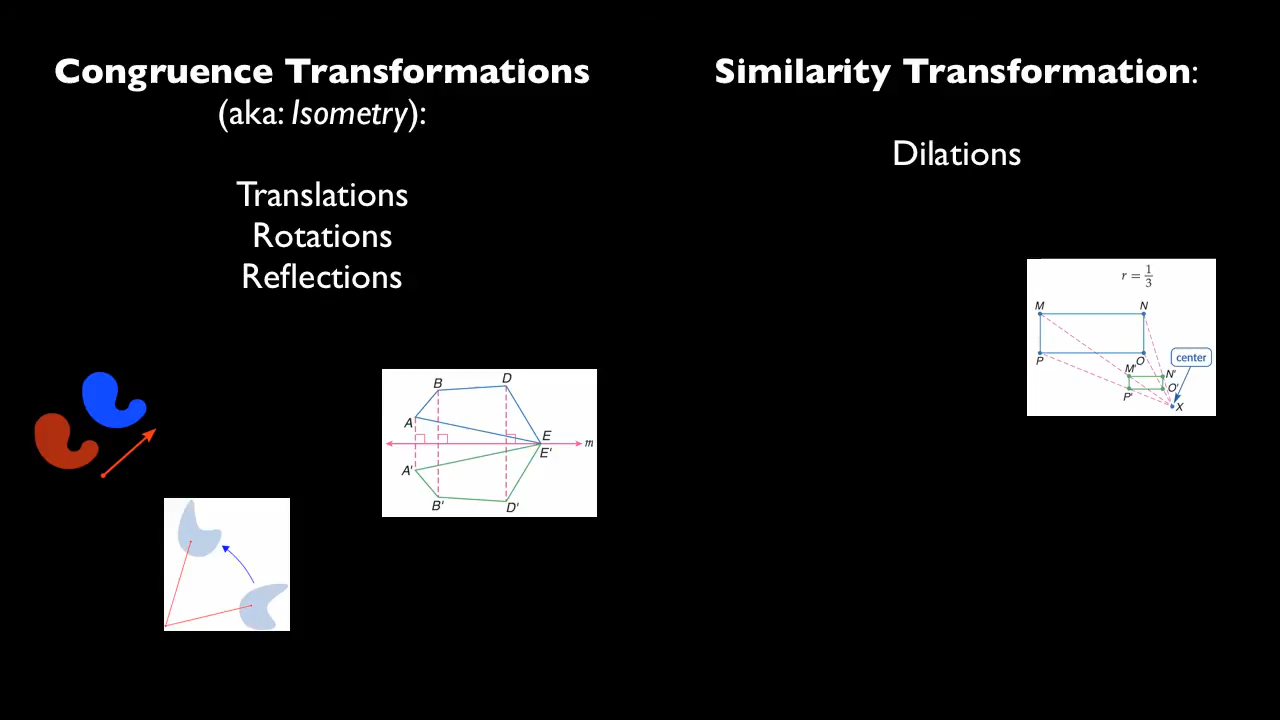 Congruence Transformations
(aka: Isometry):
Translations
Rotations
Reflections
Similarity Transformation:
Dilations
r = 1/3
M
N
P
O
center
M'
N'
P'
O'
X
B
D
A
E
m
E'
A'
B'
D'